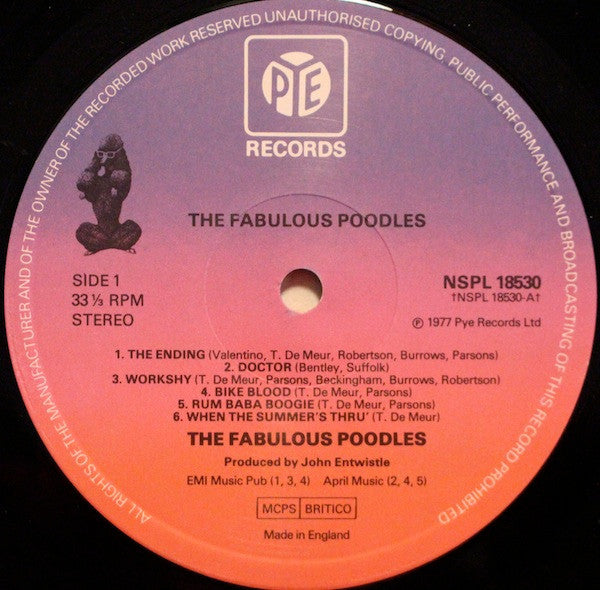 ALL RIGHTS OF THE MANUFACTURER AND OF THE OWNER OF THE RECORDED WORK RESERVED UNAUTHORISED COPYING PUBLIC PERFORMANCE AND BROADCASTING OF THIS RECORD PROHIBITED
PYE
RECORDS
THE FABULOUS POODLES
SIDE 1
33 ⅓ RPM
STEREO
NSPL 18530
†NSPL 18530-A†
℗ 1977 Pye Records Ltd
1. THE ENDING (Valentino, T. De Meur, Robertson, Burrows, Parsons)
2. DOCTOR (Bentley, Suffolk)
3. WORKSHY (T. De Meur, Parsons, Beckingham, Burrows, Robertson)
4. BIKE BLOOD (T. De Meur, Parsons)
5. RUM BABA BOOGIE (T. De Meur, Parsons)
6. WHEN THE SUMMER'S THRU' (T. De Meur)
THE FABULOUS POODLES
Produced by John Entwistle
EMI Music Pub (1, 3, 4) April Music (2, 4, 5)
MCPS BRITICO
Made in England